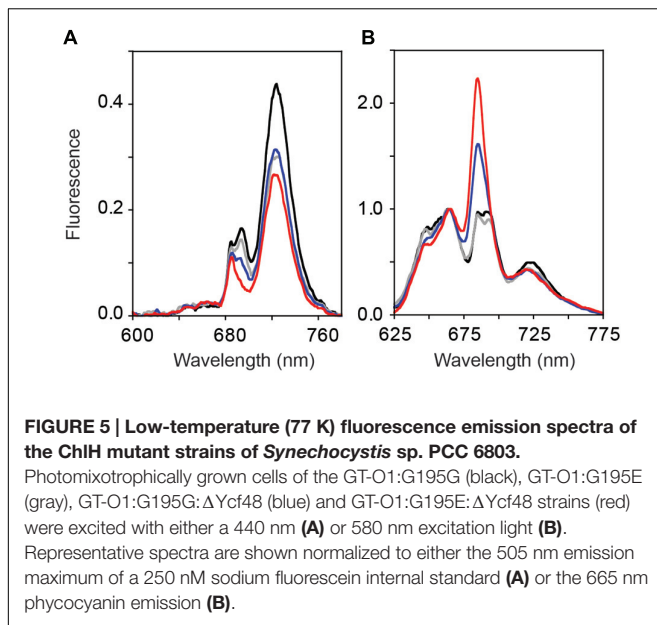 A
B
0.4
0.2
0.0
Fluorescence
600
680
760
Wavelength (nm)
2.0
1.0
0.0
625
675
725
775
Wavelength (nm)
FIGURE 5 | Low-temperature (77 K) fluorescence emission spectra of
the ChlH mutant strains of Synechocystis sp. PCC 6803.
Photomixotrophically grown cells of the GT-O1:G195G (black), GT-O1:G195E
(gray), GT-O1:G195G:ΔYcf48 (blue) and GT-O1:G195E:ΔYcf48 strains (red)
were excited with either a 440 nm (A) or 580 nm excitation light (B).
Representative spectra are shown normalized to either the 505 nm emission
maximum of a 250 nM sodium fluorescein internal standard (A) or the 665 nm
phycocyanin emission (B).